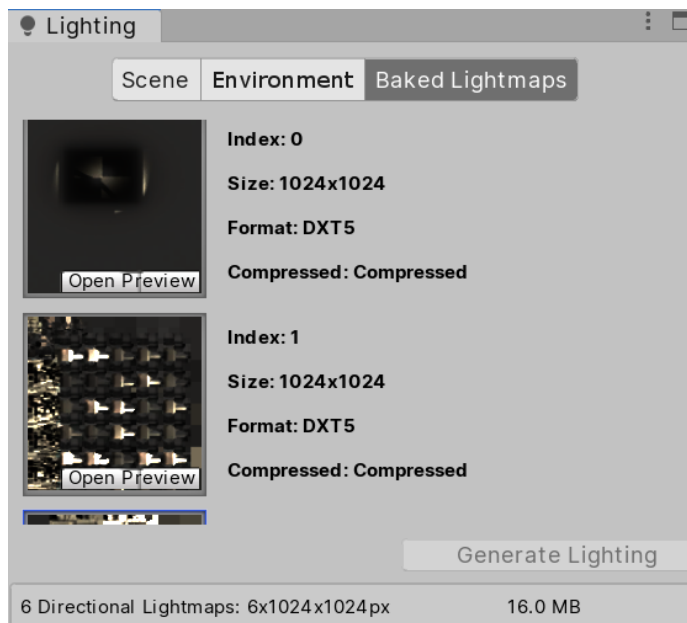 Lighting
Scene Environment Baked Lightmaps
Index: 0
Size: 1024x1024
Format: DXT5
Compressed: Compressed
Open Preview
Index: 1
Size: 1024x1024
Format: DXT5
Compressed: Compressed
Open Preview
Generate Lighting
6 Directional Lightmaps: 6x1024x1024px 16.0 MB